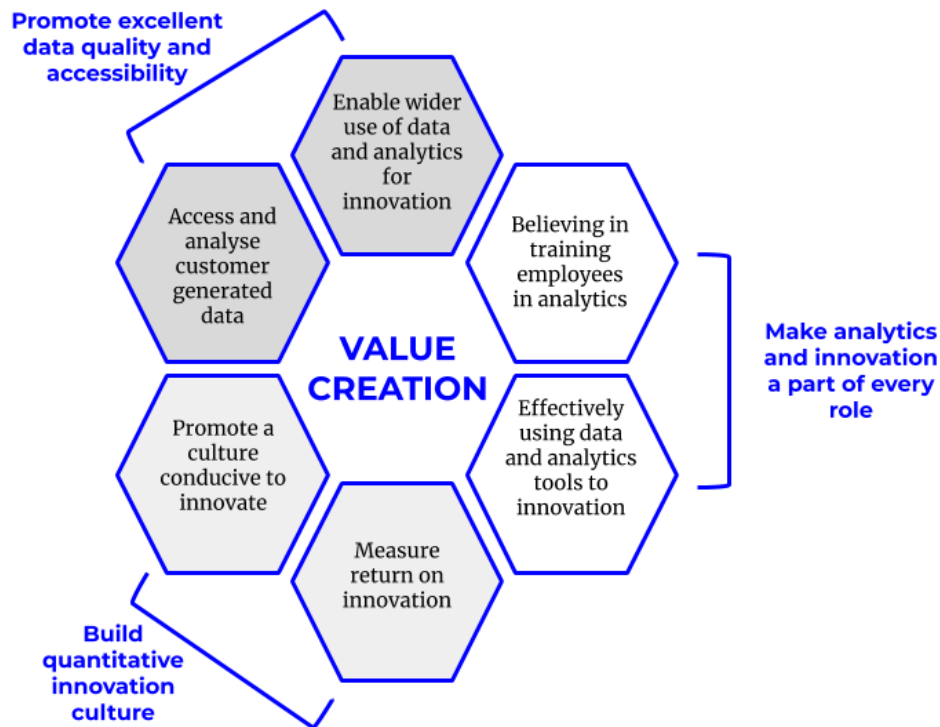 Promote excellent
data quality and
accessibility
Enable wider
use of data
and analytics
for
innovation
Access and
analyse
customer
generated
data
Believing in
training
employees
in analytics
VALUE
CREATION
Make analytics
and innovation
a part of every
role
Promote a
culture
conducive to
innovate
Effectively
using data
and analytics
tools to
innovation
Measure
return on
innovation
Build
quantitative
innovation
culture